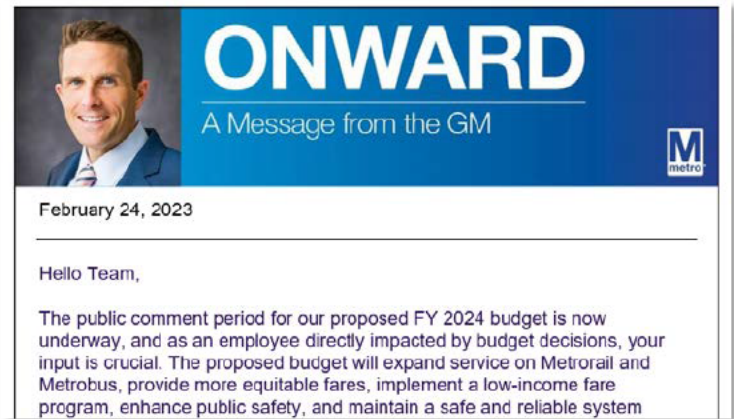 ONWARD
A Message from the GM
M
metro
February 24, 2023
Hello Team,
The public comment period for our proposed FY 2024 budget is now
underway, and as an employee directly impacted by budget decisions, your
input is crucial. The proposed budget will expand service on Metrorail and
Metrobus, provide more equitable fares, implement a low-income fare
program, enhance public safety, and maintain a safe and reliable system